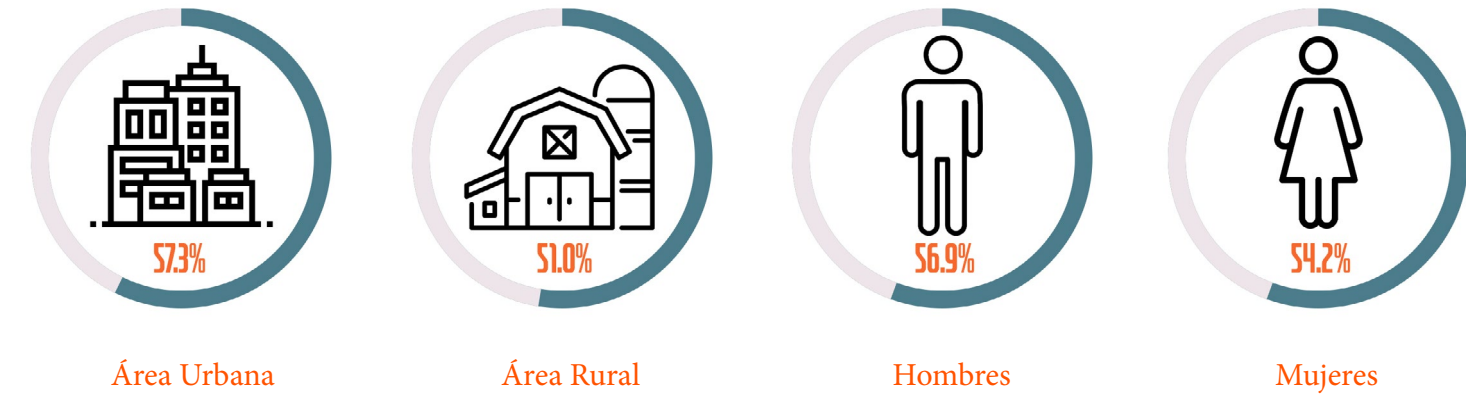 57.3%
51.0%
56.9%
54.2%
Área Urbana
Área Rural
Hombres
Mujeres